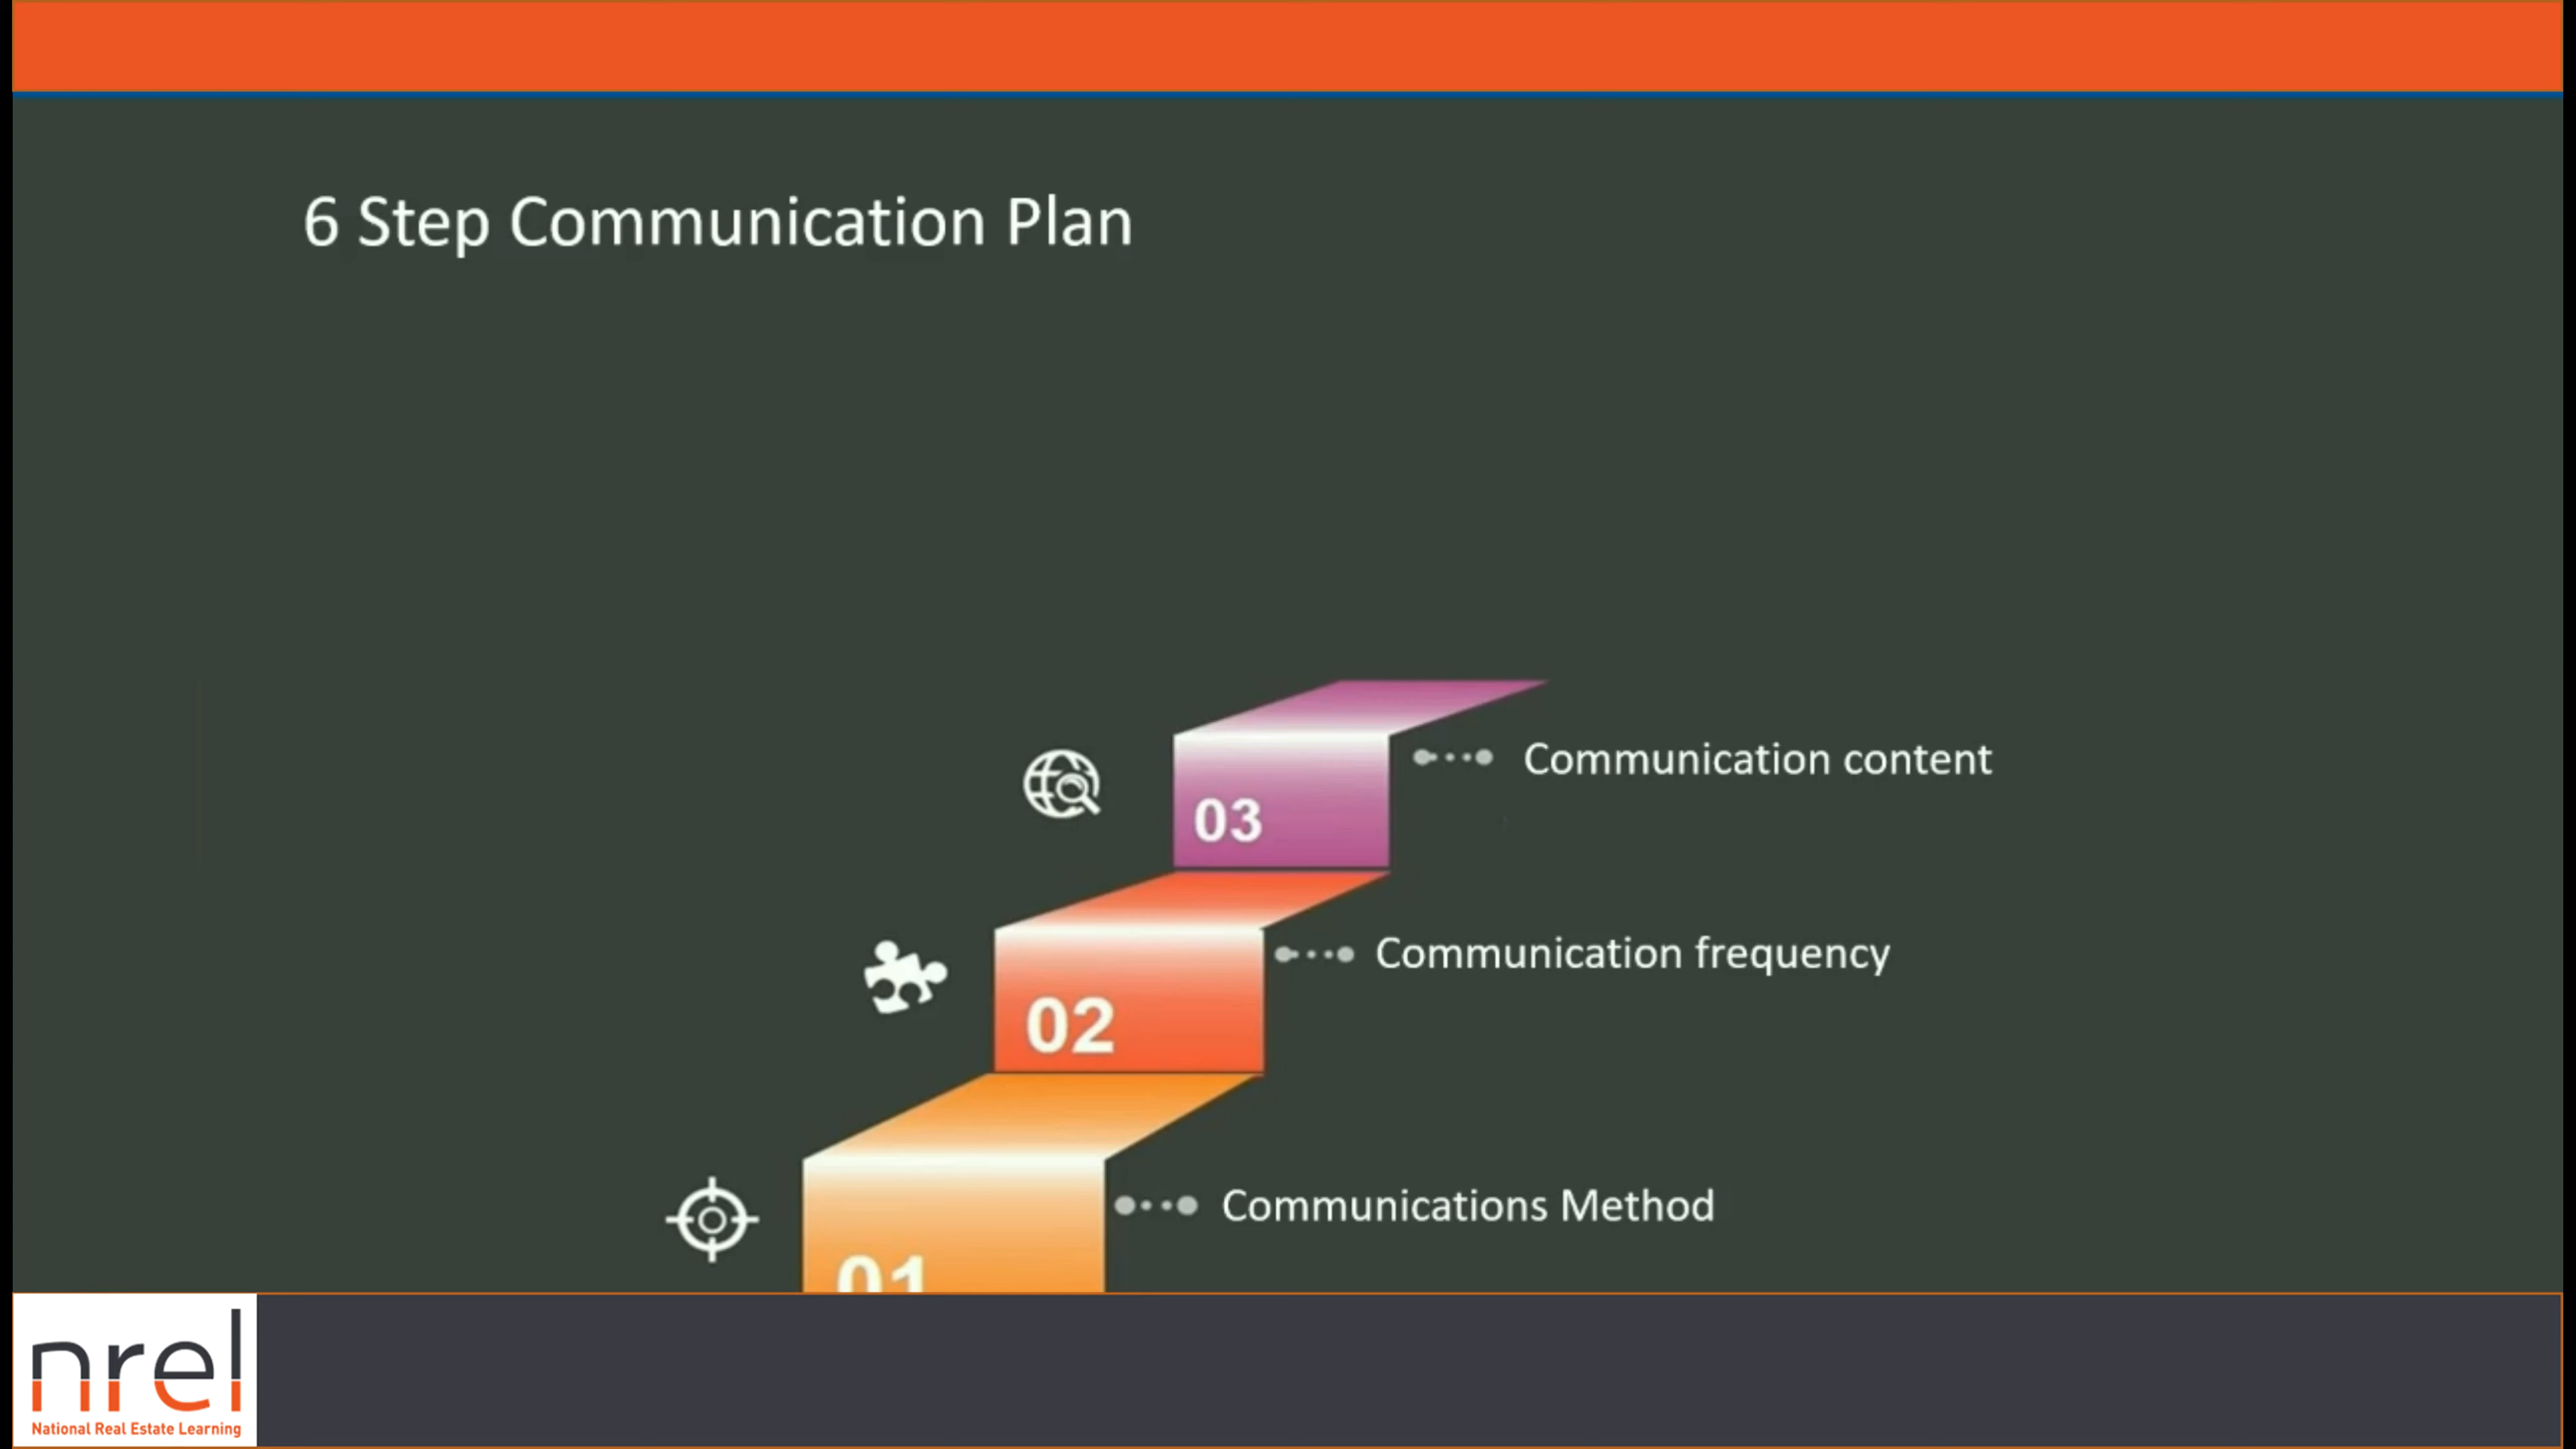 6 Step Communication Plan
03
Communication content
02
Communication frequency
01
Communications Method
nrel
National Real Estate Learning